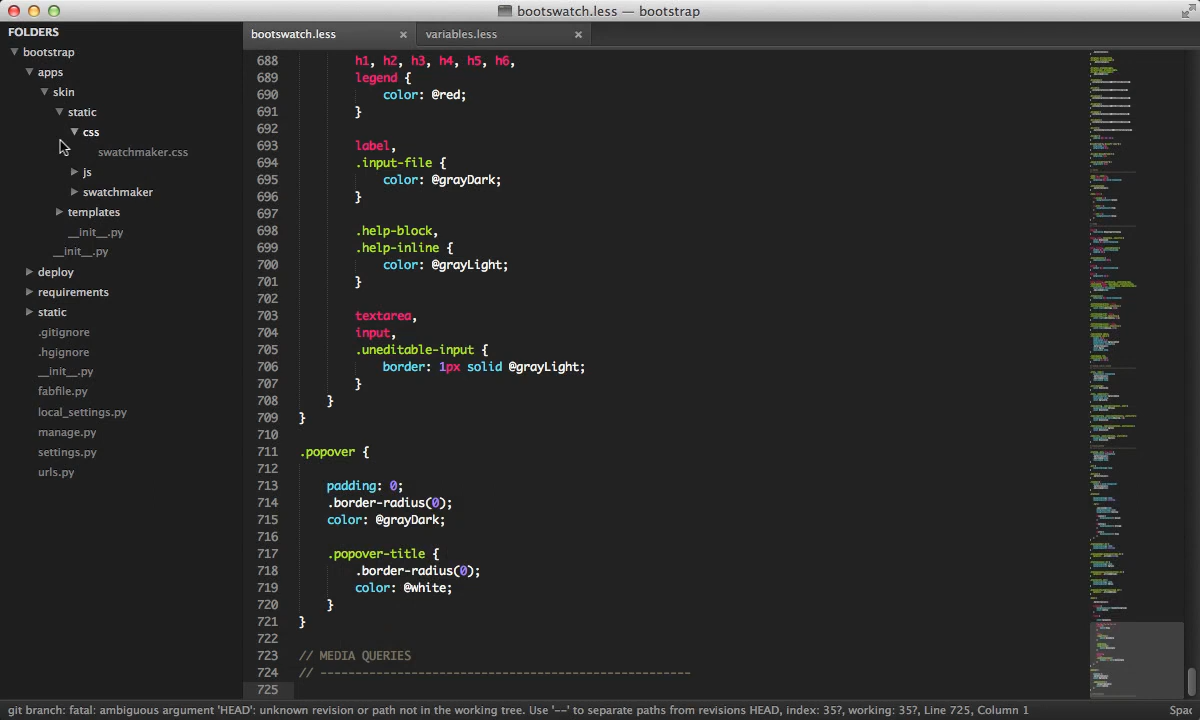 bootswatch.less — bootstrap
FOLDERS
bootstrap
apps
skin
static
css
swatchmaker.css
js
swatchmaker
templates
__init__.py
__init__.py
deploy
requirements
static
.gitignore
.hgignore
__init__.py
fabfile.py
local_settings.py
manage.py
settings.py
urls.py
bootswatch.less × variables.less ×
688 h1, h2, h3, h4, h5, h6,
689 legend {
690 color: @red;
691 }
692
693 label,
694 .input-file {
695 color: @grayDark;
696 }
697
698 .help-block,
699 .help-inline {
700 color: @grayLight;
701 }
702
703 textarea,
704 input,
705 .uneditable-input {
706 border: 1px solid @grayLight;
707 }
708 }
709 }
710
711 .popover {
712
713 padding: 0;
714 .border-radius(0);
715 color: @grayDark;
716
717 .popover-title {
718 .border-radius(0);
719 color: @white;
720 }
721 }
722
723 // MEDIA QUERIES
724 // -----------------------------------------------------
725
git branch: fatal: ambiguous argument 'HEAD': unknown revision or path not in the working tree. Use '--' to separate paths from revisions HEAD, index: 35?, working: 35?, Line 725, Column 1 Spac